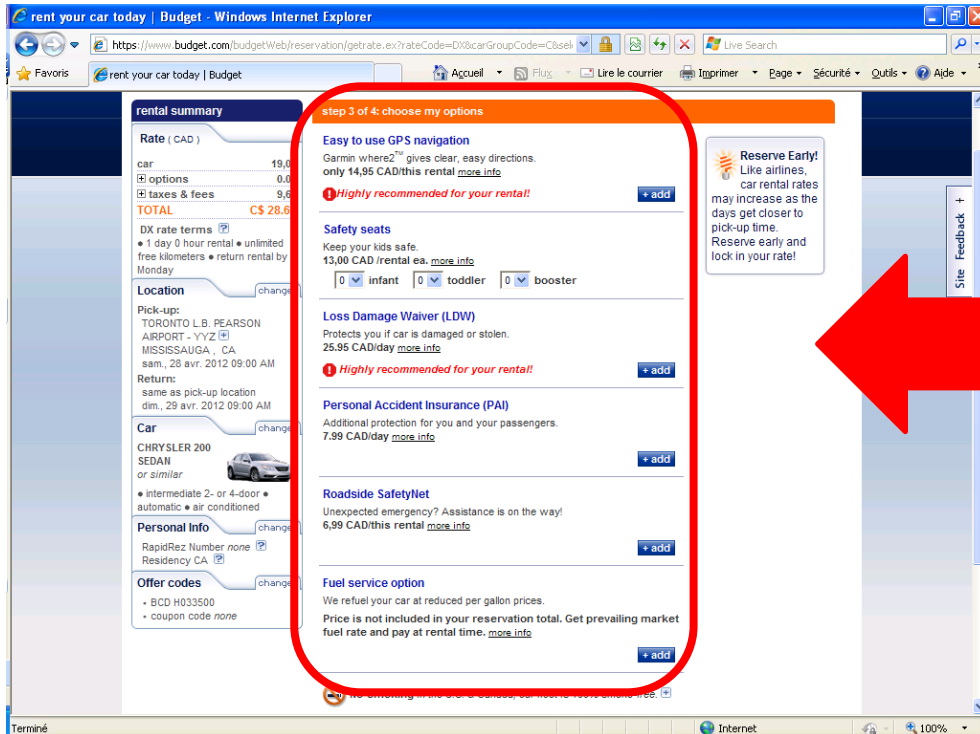 rent your car today | Budget - Windows Internet Explorer
https://www.budget.com/budgetWeb/reservation/getrate.ex?rateCode=DX&carGroupCode=C&sel
Live Search
Favoris
rent your car today | Budget
Accueil
Flux
Lire le courrier
Imprimer
Page
Sécurité
Outils
Aide
rental summary
Rate ( CAD )
car 19,0
options 0.0
taxes & fees 9,6
TOTAL C$ 28.6
DX rate terms ?
• 1 day 0 hour rental • unlimited
free kilometers • return rental by
Monday
Location change
Pick-up:
TORONTO L.B. PEARSON
AIRPORT - YYZ +
MISSISSAUGA , CA
sam., 28 avr. 2012 09:00 AM
Return:
same as pick-up location
dim., 29 avr. 2012 09:00 AM
Car change
CHRYSLER 200
SEDAN
or similar
• intermediate 2- or 4-door •
automatic • air conditioned
Personal Info change
RapidRez Number none ?
Residency CA ?
Offer codes change
• BCD H033500
• coupon code none
step 3 of 4: choose my options
Easy to use GPS navigation
Garmin where2™ gives clear, easy directions.
only 14,95 CAD/this rental more info
! Highly recommended for your rental! + add
Safety seats
Keep your kids safe.
13,00 CAD /rental ea. more info
0 infant 0 toddler 0 booster
Loss Damage Waiver (LDW)
Protects you if car is damaged or stolen.
25.95 CAD/day more info
! Highly recommended for your rental! + add
Personal Accident Insurance (PAI)
Additional protection for you and your passengers.
7.99 CAD/day more info
+ add
Roadside SafetyNet
Unexpected emergency? Assistance is on the way!
6,99 CAD/this rental more info
+ add
Fuel service option
We refuel your car at reduced per gallon prices.
Price is not included in your reservation total. Get prevailing market
fuel rate and pay at rental time. more info
+ add
Reserve Early!
Like airlines,
car rental rates
may increase as the
days get closer to
pick-up time.
Reserve early and
lock in your rate!
Site Feedback +
Terminé
Internet
100%